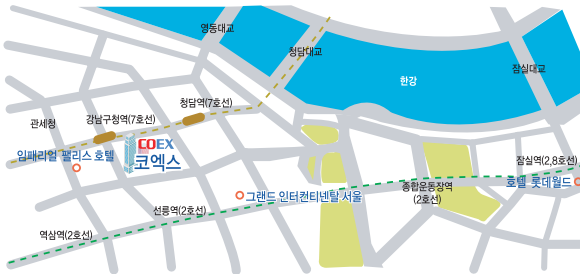 영동대교
청담대교
한강
잠실대교
청담역(7호선)
강남구청역(7호선)
관세청
COEX
코엑스
임패리얼 팰리스 호텔
잠실역(2,8호선)
호텔 롯데월드
종합운동장역
(2호선)
그랜드 인터컨티넨탈 서울
선릉역(2호선)
역삼역(2호선)